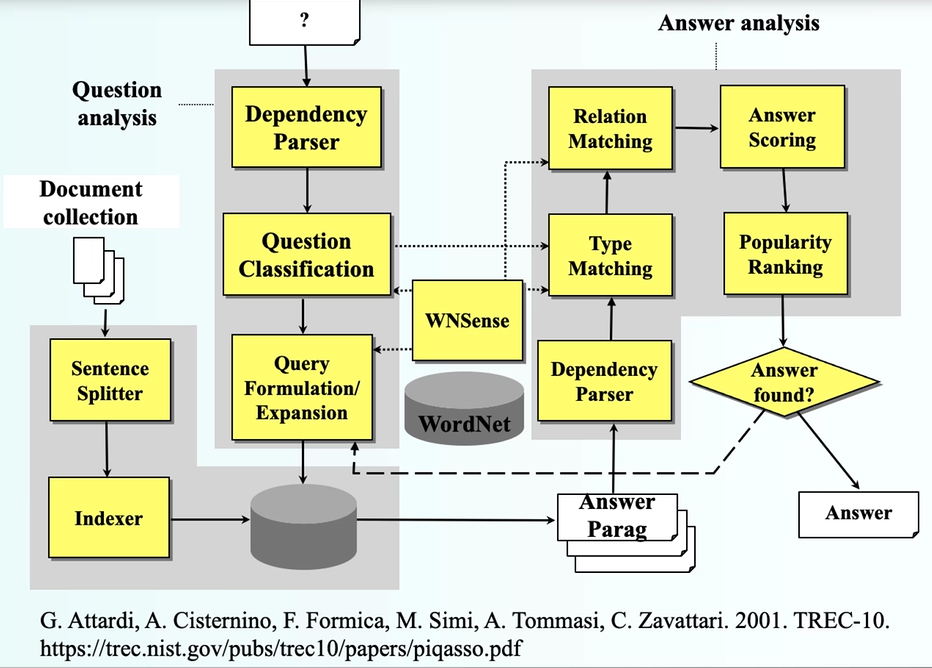 ?
Answer analysis
Question
analysis
Dependency
Parser
Relation
Matching
Answer
Scoring
Document
collection
Question
Classification
Type
Matching
Popularity
Ranking
WNSense
Sentence
Splitter
Query
Formulation/
Expansion
Dependency
Parser
Answer
found?
WordNet
Indexer
Answer
Parag
Answer
G. Attardi, A. Cisternino, F. Formica, M. Simi, A. Tommasi, C. Zavattari. 2001. TREC-10.
https://trec.nist.gov/pubs/trec10/papers/piqasso.pdf